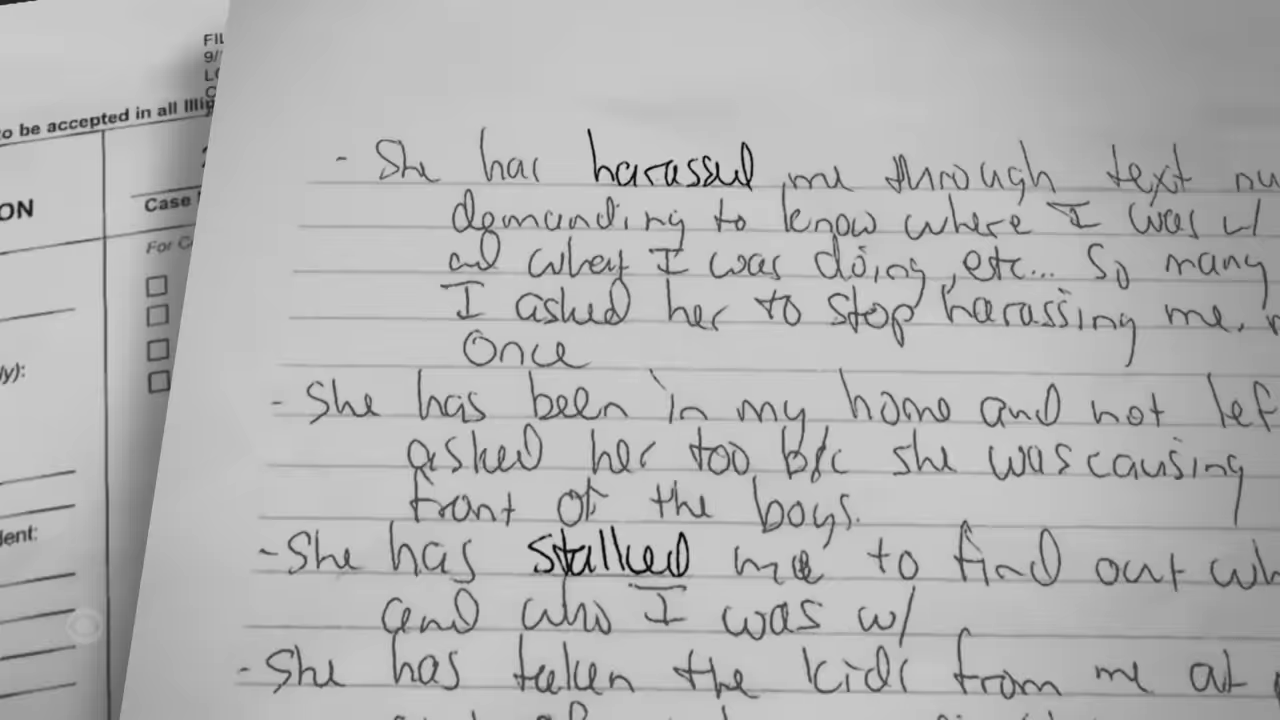 FIL
9/
LC
C
to be accepted in all Illi
ON
Case
For C
ly):
dent:
- She has harassed me through text nu
demanding to know where I was w/
and whey I was doing, etc... So many
I asked her to stop harassing me.
Once
- She has been in my home and not lef
asked her too b/c she was causing
front of the boys.
- She has stalked me to find out wh
and who I was w/
- She has taken the kids from me at